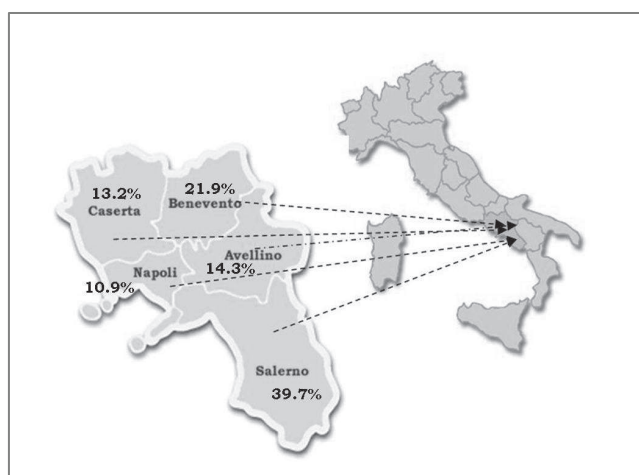 13.2%
Caserta
21.9%
Benevento
Avellino
14.3%
Napoli
10.9%
Salerno
39.7%